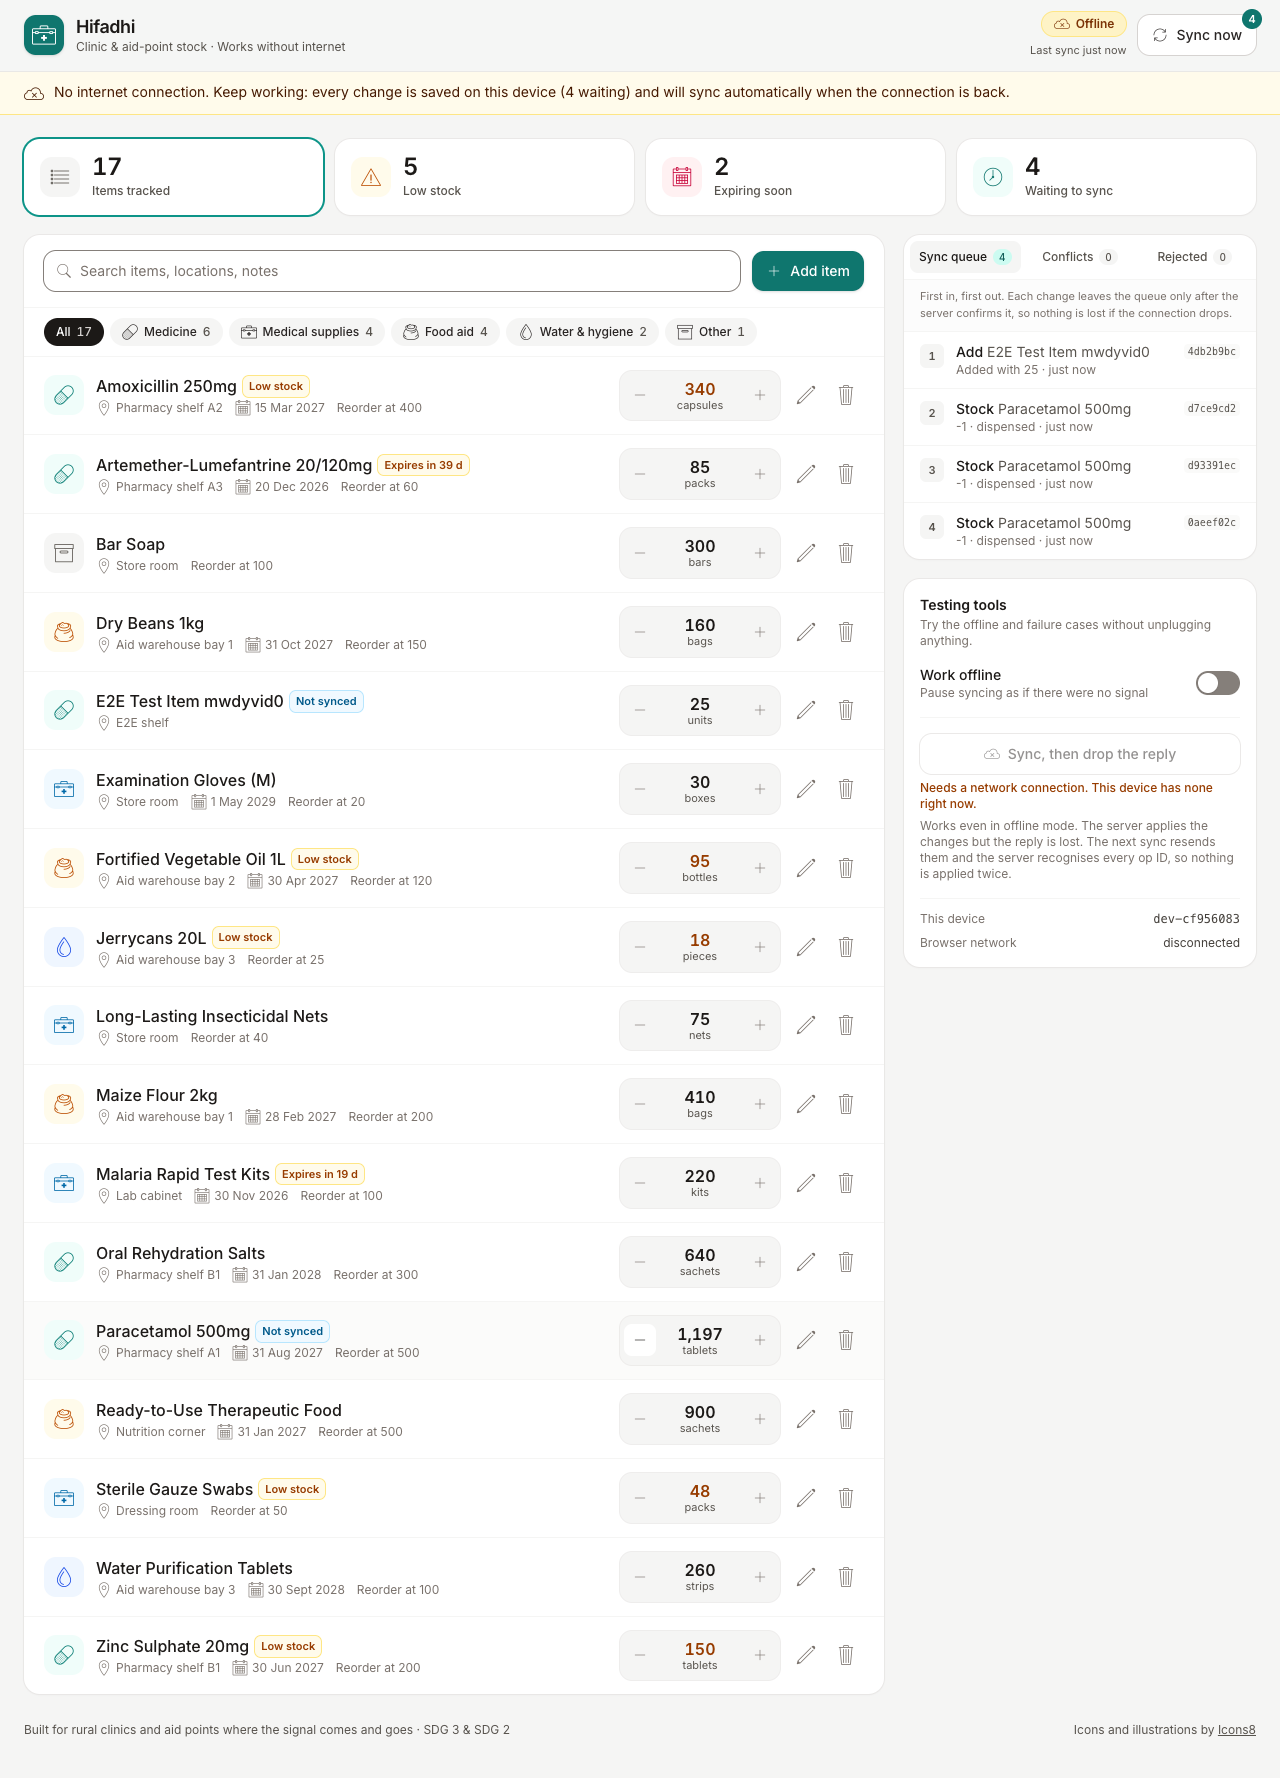 Hifadhi
Clinic & aid-point stock · Works without internet
Offline
Last sync just now
Sync now
4
No internet connection. Keep working: every change is saved on this device (4 waiting) and will sync automatically when the connection is back.
17
Items tracked
5
Low stock
2
Expiring soon
4
Waiting to sync
Search items, locations, notes
Add item
All 17
Medicine 6
Medical supplies 4
Food aid 4
Water & hygiene 2
Other 1
Amoxicillin 250mg Low stock
Pharmacy shelf A2 15 Mar 2027 Reorder at 400
340
capsules
Artemether-Lumefantrine 20/120mg Expires in 39 d
Pharmacy shelf A3 20 Dec 2026 Reorder at 60
85
packs
Bar Soap
Store room Reorder at 100
300
bars
Dry Beans 1kg
Aid warehouse bay 1 31 Oct 2027 Reorder at 150
160
bags
E2E Test Item mwdyvid0 Not synced
E2E shelf
25
units
Examination Gloves (M)
Store room 1 May 2029 Reorder at 20
30
boxes
Fortified Vegetable Oil 1L Low stock
Aid warehouse bay 2 30 Apr 2027 Reorder at 120
95
bottles
Jerrycans 20L Low stock
Aid warehouse bay 3 Reorder at 25
18
pieces
Long-Lasting Insecticidal Nets
Store room Reorder at 40
75
nets
Maize Flour 2kg
Aid warehouse bay 1 28 Feb 2027 Reorder at 200
410
bags
Malaria Rapid Test Kits Expires in 19 d
Lab cabinet 30 Nov 2026 Reorder at 100
220
kits
Oral Rehydration Salts
Pharmacy shelf B1 31 Jan 2028 Reorder at 300
640
sachets
Paracetamol 500mg Not synced
Pharmacy shelf A1 31 Aug 2027 Reorder at 500
1,197
tablets
Ready-to-Use Therapeutic Food
Nutrition corner 31 Jan 2027 Reorder at 500
900
sachets
Sterile Gauze Swabs Low stock
Dressing room Reorder at 50
48
packs
Water Purification Tablets
Aid warehouse bay 3 30 Sept 2028 Reorder at 100
260
strips
Zinc Sulphate 20mg Low stock
Pharmacy shelf B1 30 Jun 2027 Reorder at 200
150
tablets
Sync queue 4
Conflicts 0
Rejected 0
First in, first out. Each change leaves the queue only after the
server confirms it, so nothing is lost if the connection drops.
1 Add E2E Test Item mwdyvid0 4db2b9bc
Added with 25 · just now
2 Stock Paracetamol 500mg d7ce9cd2
-1 · dispensed · just now
3 Stock Paracetamol 500mg d93391ec
-1 · dispensed · just now
4 Stock Paracetamol 500mg 0aeef02c
-1 · dispensed · just now
Testing tools
Try the offline and failure cases without unplugging
anything.
Work offline
Pause syncing as if there were no signal
Sync, then drop the reply
Needs a network connection. This device has none
right now.
Works even in offline mode. The server applies the
changes but the reply is lost. The next sync resends
them and the server recognises every op ID, so nothing
is applied twice.
This device dev-cf956083
Browser network disconnected
Built for rural clinics and aid points where the signal comes and goes · SDG 3 & SDG 2
Icons and illustrations by Icons8